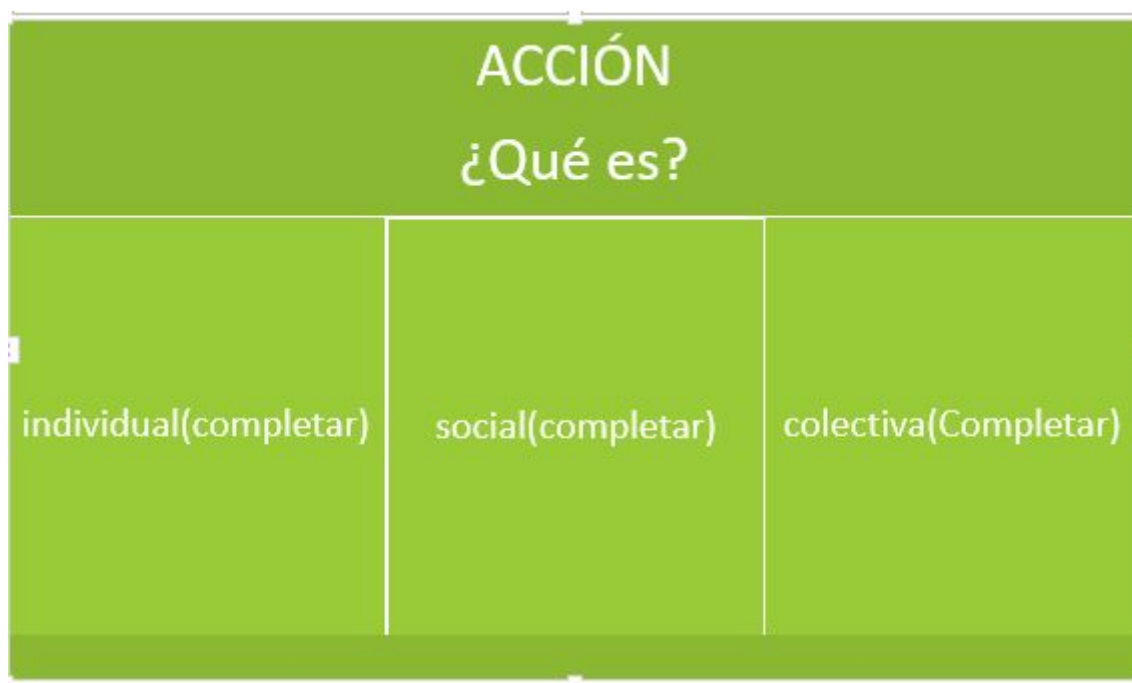 ACCIÓN
¿Qué es?
individual(completar)
social(completar)
colectiva(Completar)